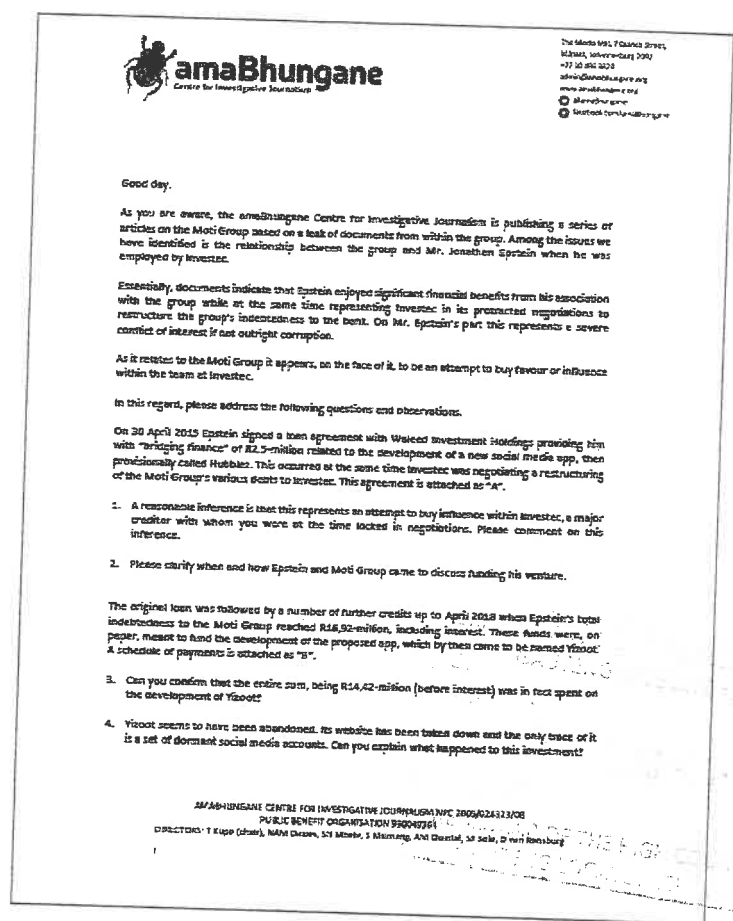 amaBhungane
Centre for Investigative Journalism
admin@amabhungane.org
www.amabhungane.org
Good day.
As you are aware, the amaBhungane Centre for Investigative Journalism is publishing a series of
articles on the Moti Group based on a leak of documents from within the group. Among the issues we
have identified is the relationship between the group and Mr. Jonathen Epstein when he was
employed by Investec.
Essentially, documents indicate that Epstein enjoyed significant financial benefits from his association
with the group while at the same time representing Investec in its protracted negotiations to
restructure the group's indebtedness to the bank. On Mr. Epstein's part this represents a severe
conflict of interest if not outright corruption.
As it relates to the Moti Group it appears, on the face of it, to be an attempt to buy favour or influence
within the team at Investec.
In this regard, please address the following questions and observations.
On 30 April 2015 Epstein signed a loan agreement with Waleed Investment Holdings providing him
with "bridging finance" of R2.5-million related to the development of a new social media app, then
provisionally called Hubblez. This occurred at the same time Investec was negotiating a restructuring
of the Moti Group's various debts to Investec. This agreement is attached as "A".
1. A reasonable inference is that this represents an attempt to buy influence within Investec, a major
creditor with whom you were at the time locked in negotiations. Please comment on this
inference.
2. Please clarify when and how Epstein and Moti Group came to discuss funding his venture.
The original loan was followed by a number of further credits up to April 2018 when Epstein's total
indebtedness to the Moti Group reached R16,92-million, including interest. These funds were, on
paper, meant to fund the development of the proposed app, which by then came to be named Yizoot.
A schedule of payments is attached as "B".
3. Can you confirm that the entire sum, being R14,42-million (before interest) was in fact spent on
the development of Yizoot?
4. Yizoot seems to have been abandoned. Its website has been taken down and the only trace of it
is a set of dormant social media accounts. Can you explain what happened to this investment?
AMABHUNGANE CENTRE FOR INVESTIGATIVE JOURNALISM NPC
PUBLIC BENEFIT ORGANISATION
DIRECTORS: T Kupe (chair)
1